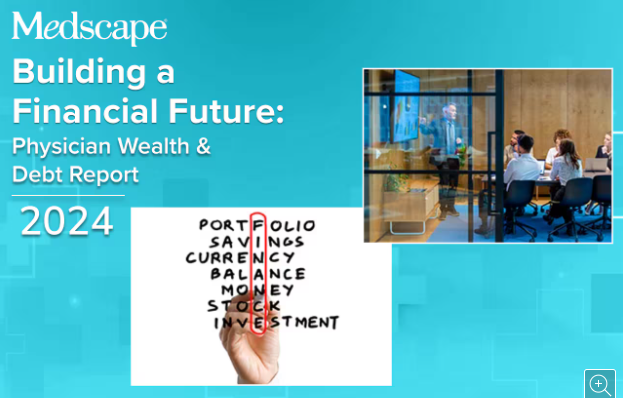 Medscape
Building a
Financial Future:
Physician Wealth &
Debt Report
2024
PORTFOLIO
SAVINGS
CURRENCY
BALANCE
MONEY
STOCK
INVESTMENT